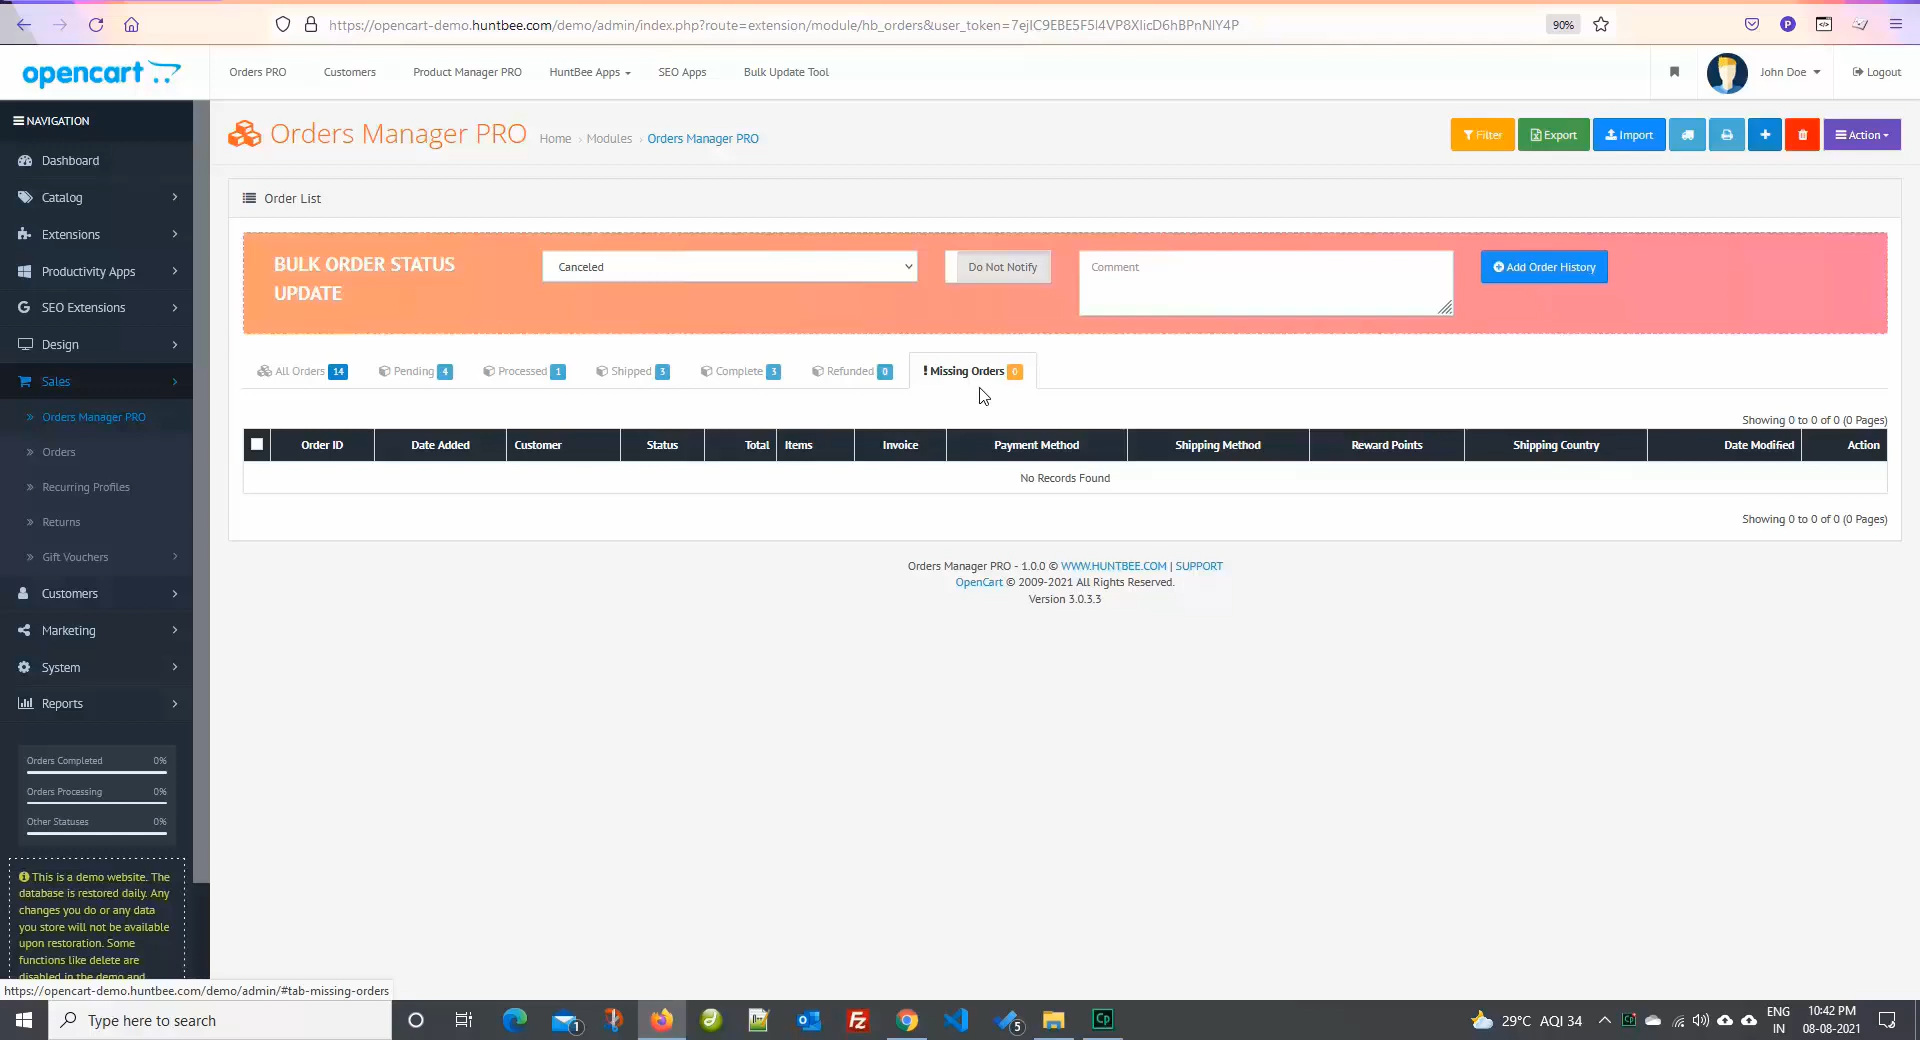 https://opencart-demo.huntbee.com/demo/admin/index.php?route=extension/module/hb_orders&user_token=7ejIC9EBE5F5I4VP8XlicD6hBPnNlY4P
90%
opencart
Orders PRO
Customers
Product Manager PRO
HuntBee Apps
SEO Apps
Bulk Update Tool
John Doe
Logout
NAVIGATION
Dashboard
Catalog
Extensions
Productivity Apps
SEO Extensions
Design
Sales
» Orders Manager PRO
» Orders
» Recurring Profiles
» Returns
» Gift Vouchers
Customers
Marketing
System
Reports
Orders Completed 0%
Orders Processing 0%
Other Statuses 0%
This is a demo website. The
database is restored daily. Any
changes you do or any data
you store will not be available
upon restoration. Some
functions like delete are
disabled in the demo and
Orders Manager PRO
Home › Modules › Orders Manager PRO
Filter
Export
Import
Action
Order List
BULK ORDER STATUS
UPDATE
Canceled
Do Not Notify
Comment
Add Order History
All Orders 14
Pending 4
Processed 1
Shipped 3
Complete 3
Refunded 0
! Missing Orders 0
Showing 0 to 0 of 0 (0 Pages)
Order ID
Date Added
Customer
Status
Total
Items
Invoice
Payment Method
Shipping Method
Reward Points
Shipping Country
Date Modified
Action
No Records Found
Showing 0 to 0 of 0 (0 Pages)
Orders Manager PRO - 1.0.0 © WWW.HUNTBEE.COM | SUPPORT
OpenCart © 2009-2021 All Rights Reserved.
Version 3.0.3.3
https://opencart-demo.huntbee.com/demo/admin/#tab-missing-orders
Type here to search
1
5
29°C AQI 34
ENG
IN
10:42 PM
08-08-2021